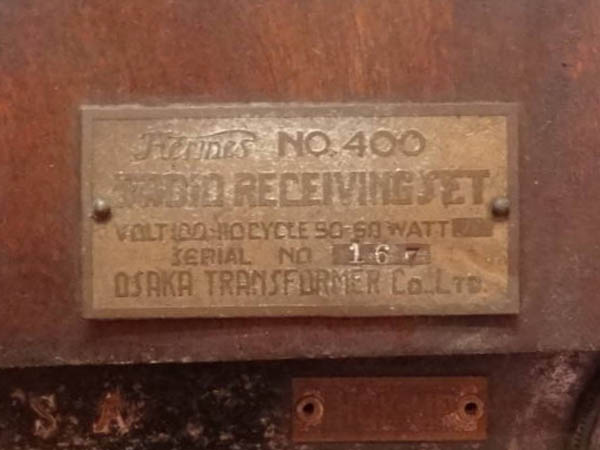 Hermes NO. 400
RADIO RECEIVING SET
VOLT 100-110 CYCLE 50-60 WATT
SERIAL NO 167
OSAKA TRANSFORMER CO., LTD.
S A